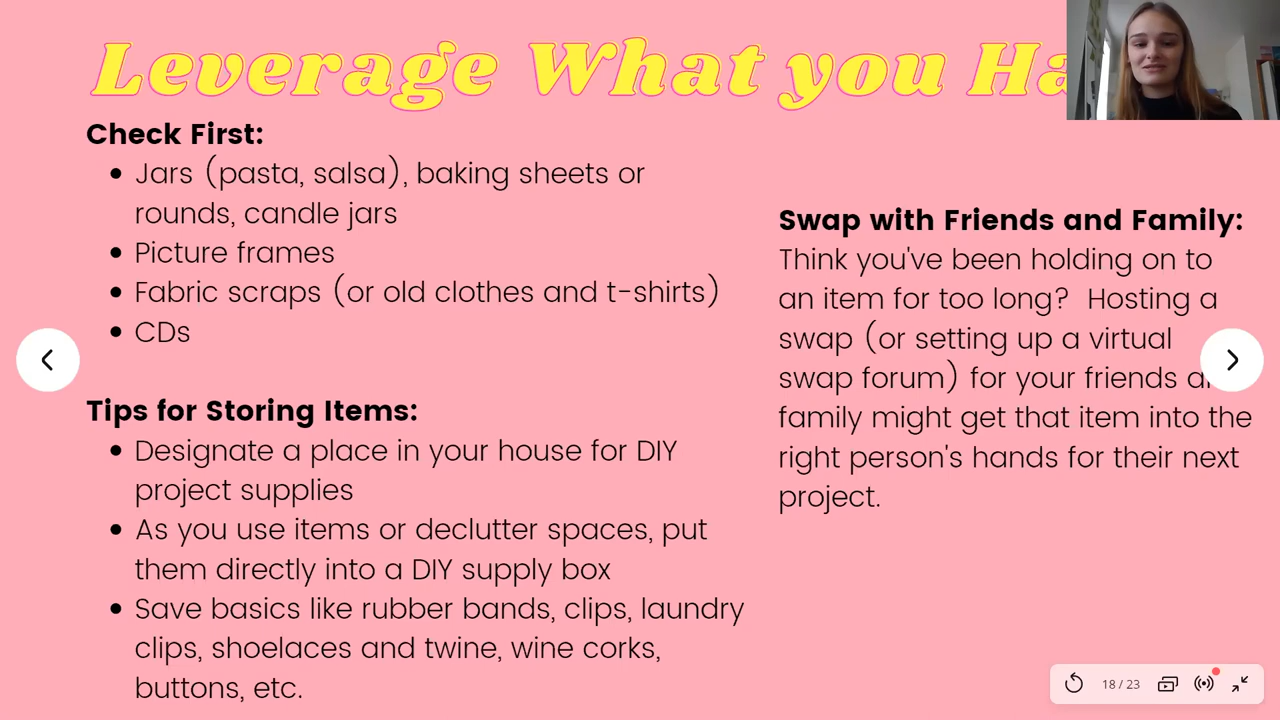 Leverage What you Ha
Check First:
Jars (pasta, salsa), baking sheets or
rounds, candle jars
Picture frames
Fabric scraps (or old clothes and t-shirts)
CDs
Tips for Storing Items:
Designate a place in your house for DIY
project supplies
As you use items or declutter spaces, put
them directly into a DIY supply box
Save basics like rubber bands, clips, laundry
clips, shoelaces and twine, wine corks,
buttons, etc.
Swap with Friends and Family:
Think you've been holding on to
an item for too long?  Hosting a
swap (or setting up a virtual
swap forum) for your friends
family might get that item into the
right person's hands for their next
project.
18 / 23